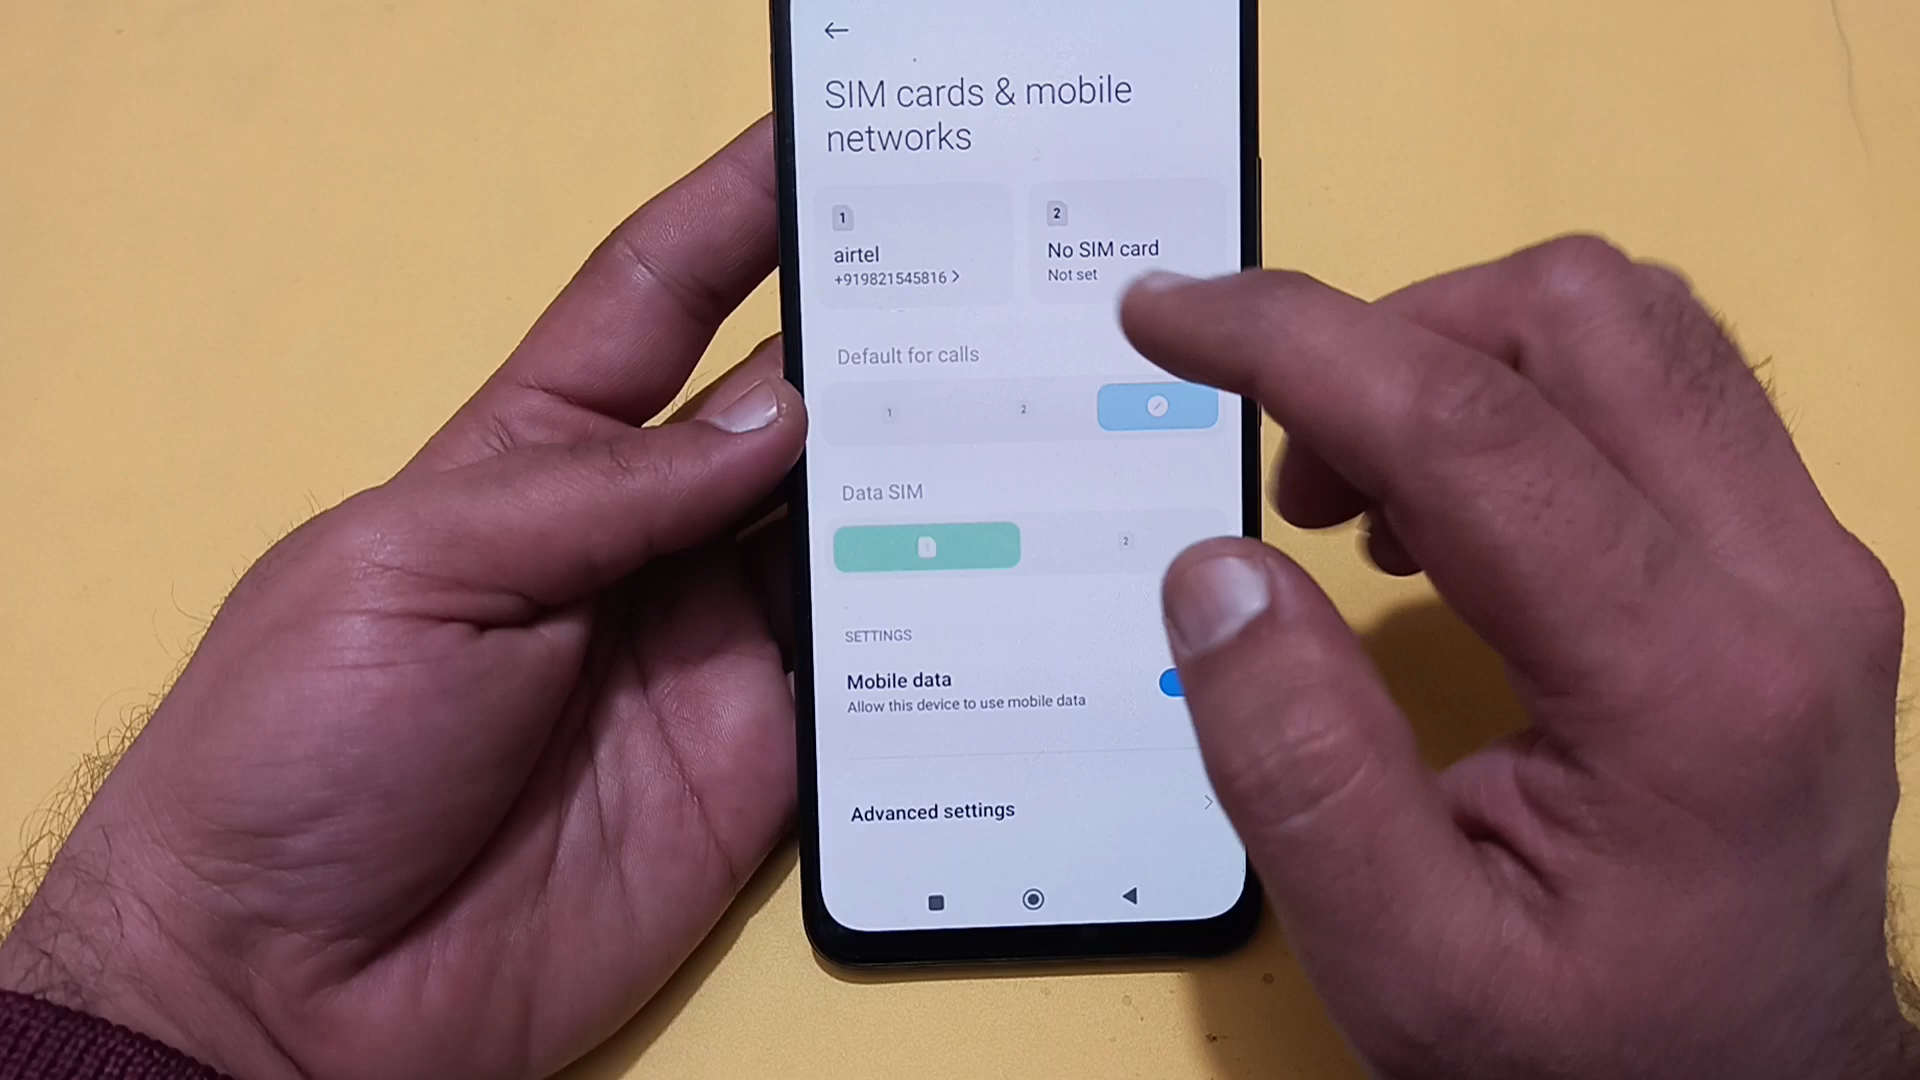 SIM cards & mobile
networks
1
2
airtel
No SIM card
+919821545816
Not set
Default for calls
1
2
Data SIM
2
SETTINGS
Mobile data
Allow this device to use mobile data
Advanced settings